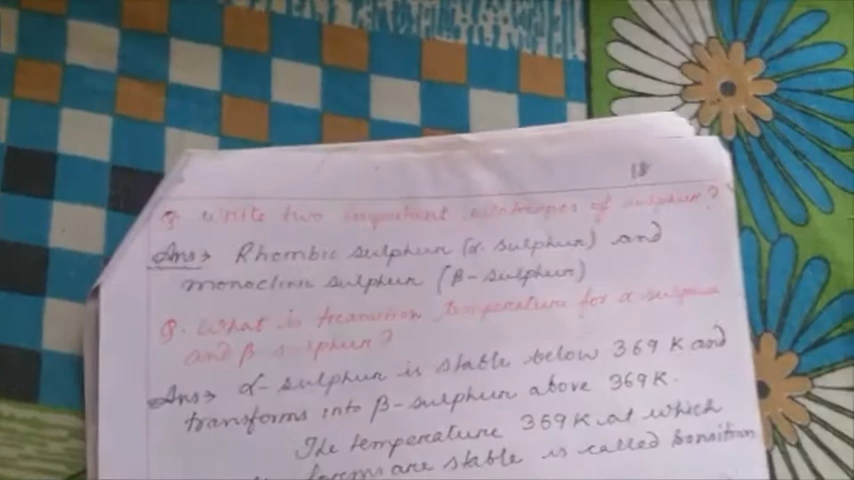 18
Q. Write two important allotropes of sulphur?
Ans→ Rhombic sulphur (α-sulphur) and
monoclinic sulphur (β-sulphur)
Q. What is transition temperature for α sulphur
and β sulphur?
Ans→ α-sulphur is stable below 369 K and
transforms into β-sulphur above 369 K.
The temperature 369 K at which
forms are stable is called transition